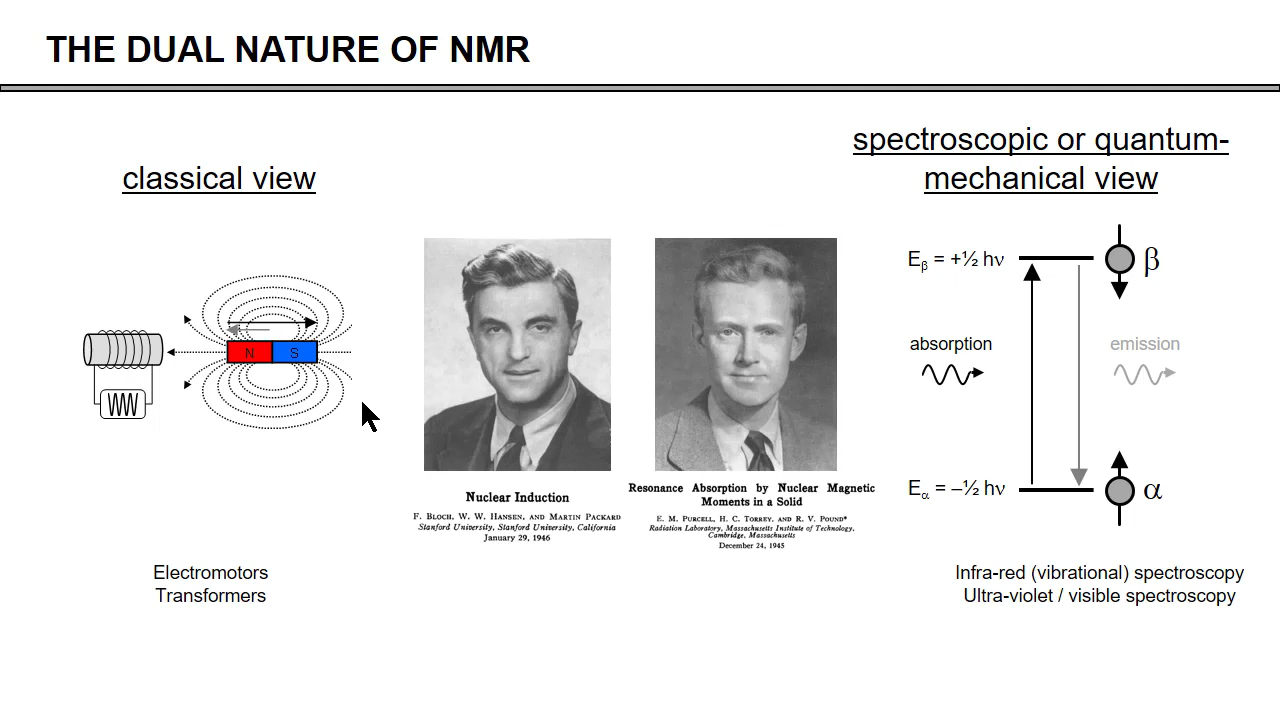 THE DUAL NATURE OF NMR
classical view
N S
Electromotors
Transformers
Nuclear Induction
F. BLOCH, W. W. HANSEN, AND MARTIN PACKARD
Stanford University, Stanford University, California
January 29, 1946
Resonance Absorption by Nuclear Magnetic
Moments in a Solid
E. M. PURCELL, H. C. TORREY, AND R. V. POUND*
Radiation Laboratory, Massachusetts Institute of Technology,
Cambridge, Massachusetts
December 24, 1945
spectroscopic or quantum-
mechanical view
Eβ = +½ hν
β
absorption
emission
Eα = –½ hν
α
Infra-red (vibrational) spectroscopy
Ultra-violet / visible spectroscopy